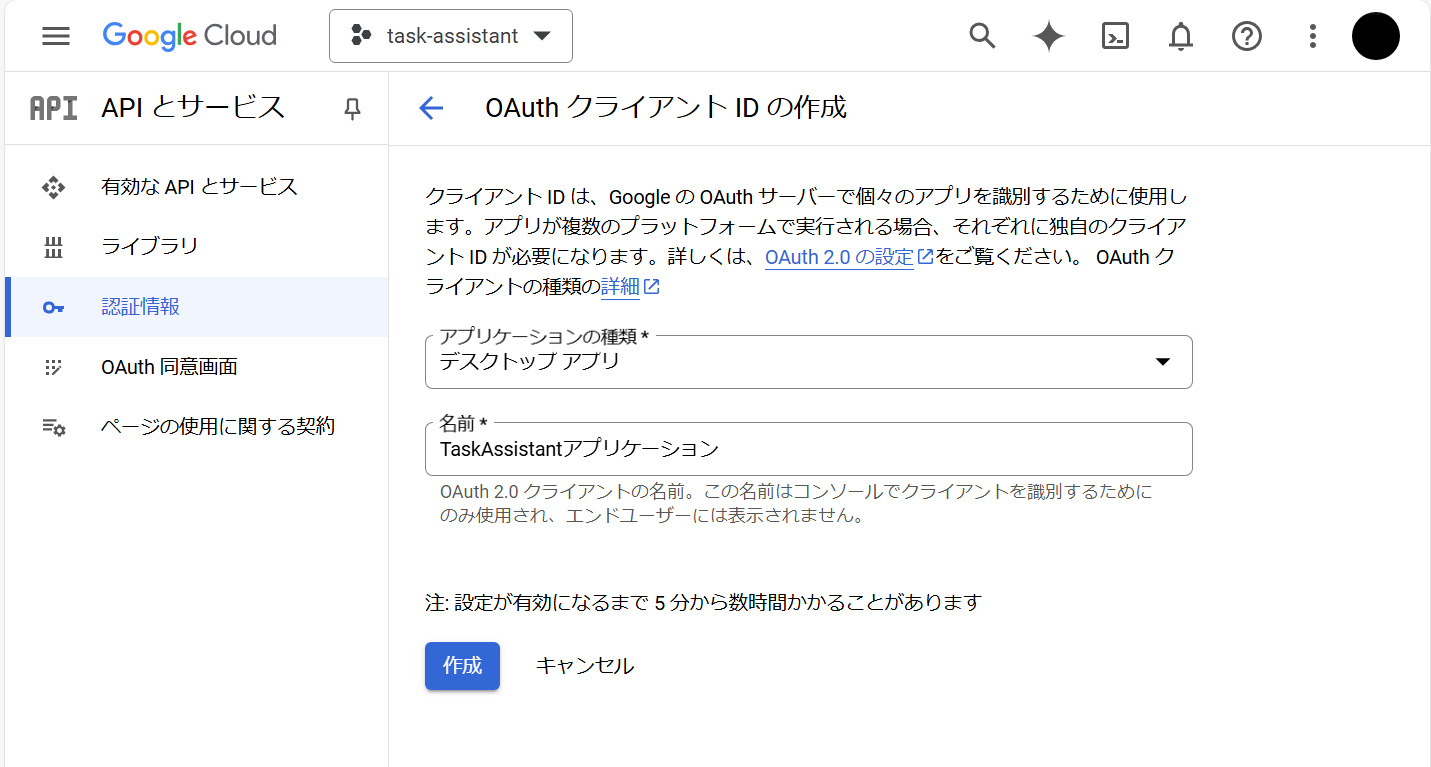 Google Cloud
task-assistant
API API とサービス
OAuth クライアント ID の作成
有効な API とサービス
ライブラリ
認証情報
OAuth 同意画面
ページの使用に関する契約
クライアント ID は、Google の OAuth サーバーで個々のアプリを識別するために使用し
ます。アプリが複数のプラットフォームで実行される場合、それぞれに独自のクライア
ント ID が必要になります。詳しくは、OAuth 2.0 の設定をご覧ください。 OAuth ク
ライアントの種類の詳細
アプリケーションの種類 *
デスクトップ アプリ
名前 *
TaskAssistantアプリケーション
OAuth 2.0 クライアントの名前。この名前はコンソールでクライアントを識別するために
のみ使用され、エンドユーザーには表示されません。
注: 設定が有効になるまで 5 分から数時間かかることがあります
作成
キャンセル